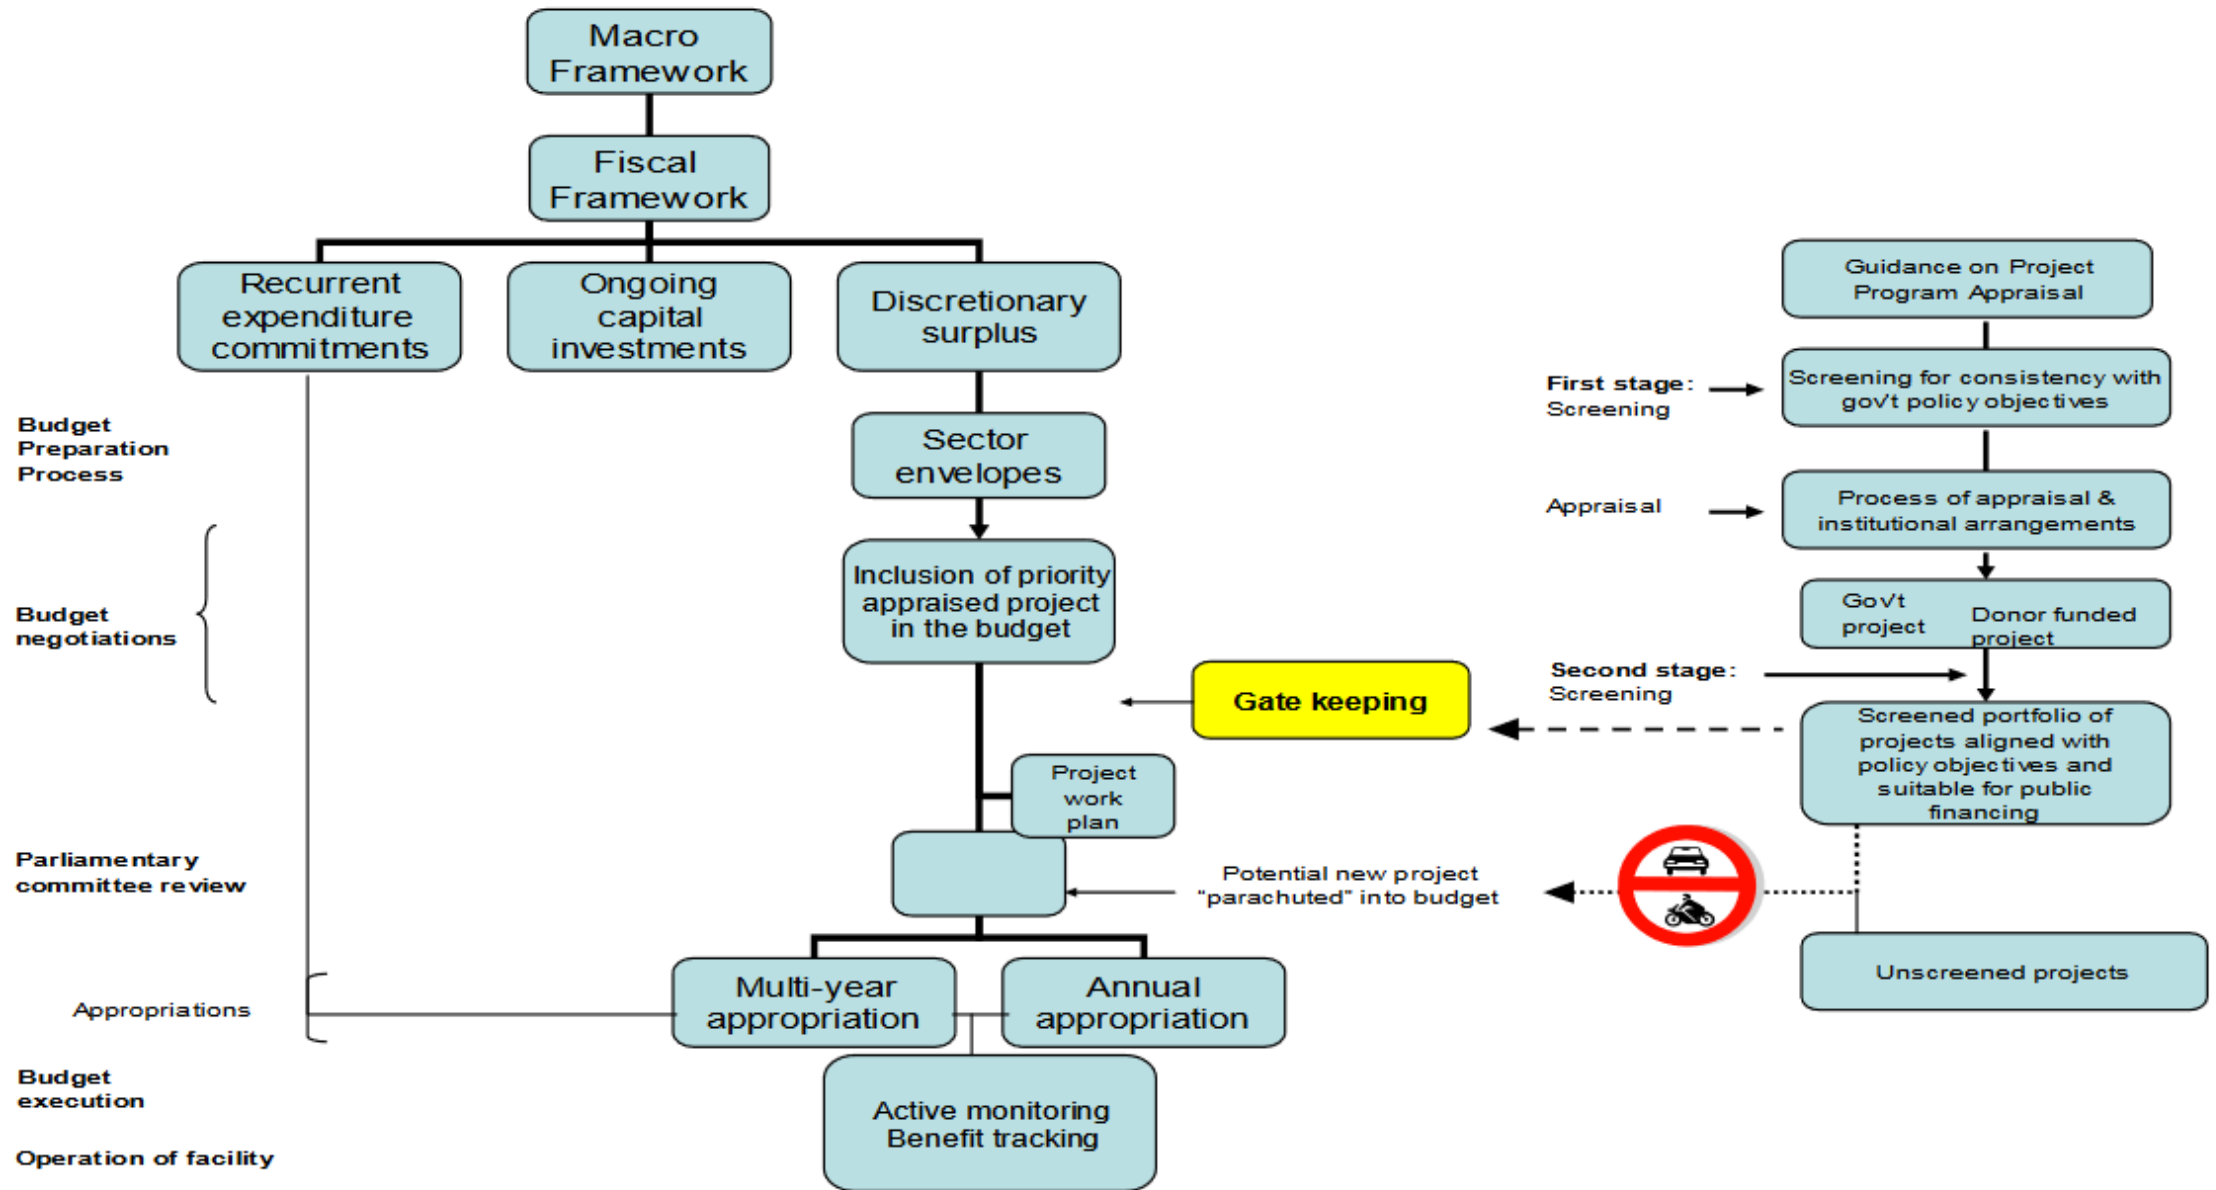 Macro
Framework
Fiscal
Framework
Recurrent
expenditure
commitments
Ongoing
capital
investments
Discretionary
surplus
Sector
envelopes
Inclusion of priority
appraised project
in the budget
Project
work
plan
Multi-year
appropriation
Annual
appropriation
Active monitoring
Benefit tracking
Budget
Preparation
Process
Budget
negotiations
Parliamentary
committee review
Appropriations
Budget
execution
Operation of facility
Gate keeping
Potential new project
"parachuted" into budget
First stage:
Screening
Appraisal
Second stage:
Screening
Guidance on Project
Program Appraisal
Screening for consistency with
gov't policy objectives
Process of appraisal &
institutional arrangements
Gov't
project
Donor funded
project
Screened portfolio of
projects aligned with
policy objectives and
suitable for public
financing
Unscreened projects